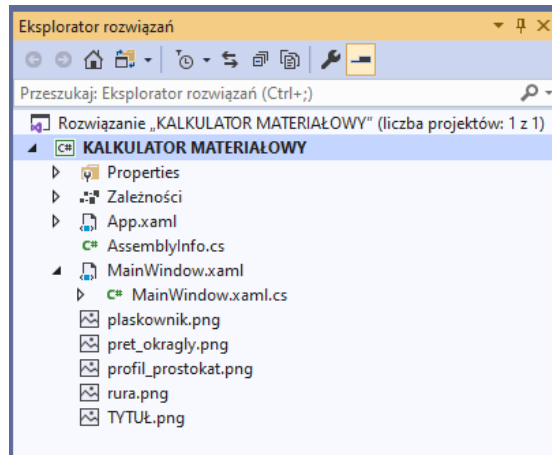 Eksplorator rozwiązań
Przeszukaj: Eksplorator rozwiązań (Ctrl+;)
Rozwiązanie „KALKULATOR MATERIAŁOWY” (liczba projektów: 1 z 1)
C# KALKULATOR MATERIAŁOWY
Properties
Zależności
App.xaml
C# AssemblyInfo.cs
MainWindow.xaml
C# MainWindow.xaml.cs
plaskownik.png
pret_okragly.png
profil_prostokat.png
rura.png
TYTUŁ.png